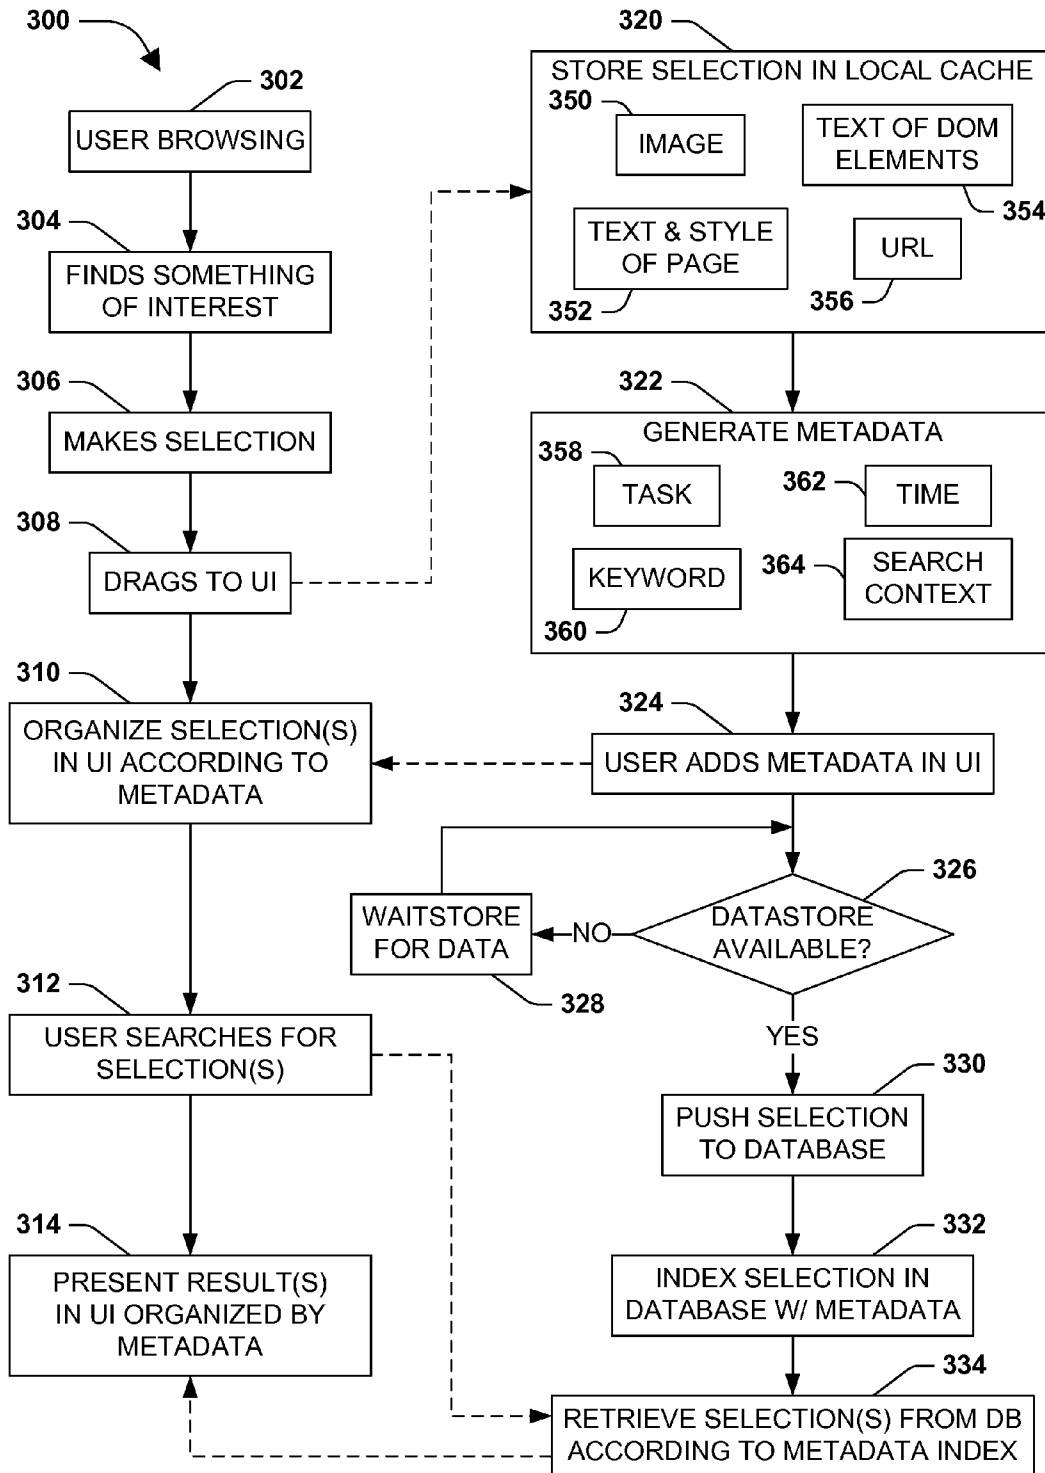 300
302
USER BROWSING
304
FINDS SOMETHING
OF INTEREST
306
MAKES SELECTION
308
DRAGS TO UI
310
ORGANIZE SELECTION(S)
IN UI ACCORDING TO
METADATA
312
USER SEARCHES FOR
SELECTION(S)
314
PRESENT RESULT(S)
IN UI ORGANIZED BY
METADATA
320
STORE SELECTION IN LOCAL CACHE
350
IMAGE
TEXT OF DOM
ELEMENTS
354
TEXT & STYLE
OF PAGE
352
URL
356
322
GENERATE METADATA
358
TASK
362
TIME
KEYWORD
360
364
SEARCH
CONTEXT
324
USER ADDS METADATA IN UI
326
DATASTORE
AVAILABLE?
NO
WAITSTORE
FOR DATA
328
YES
330
PUSH SELECTION
TO DATABASE
332
INDEX SELECTION IN
DATABASE W/ METADATA
334
RETRIEVE SELECTION(S) FROM DB
ACCORDING TO METADATA INDEX